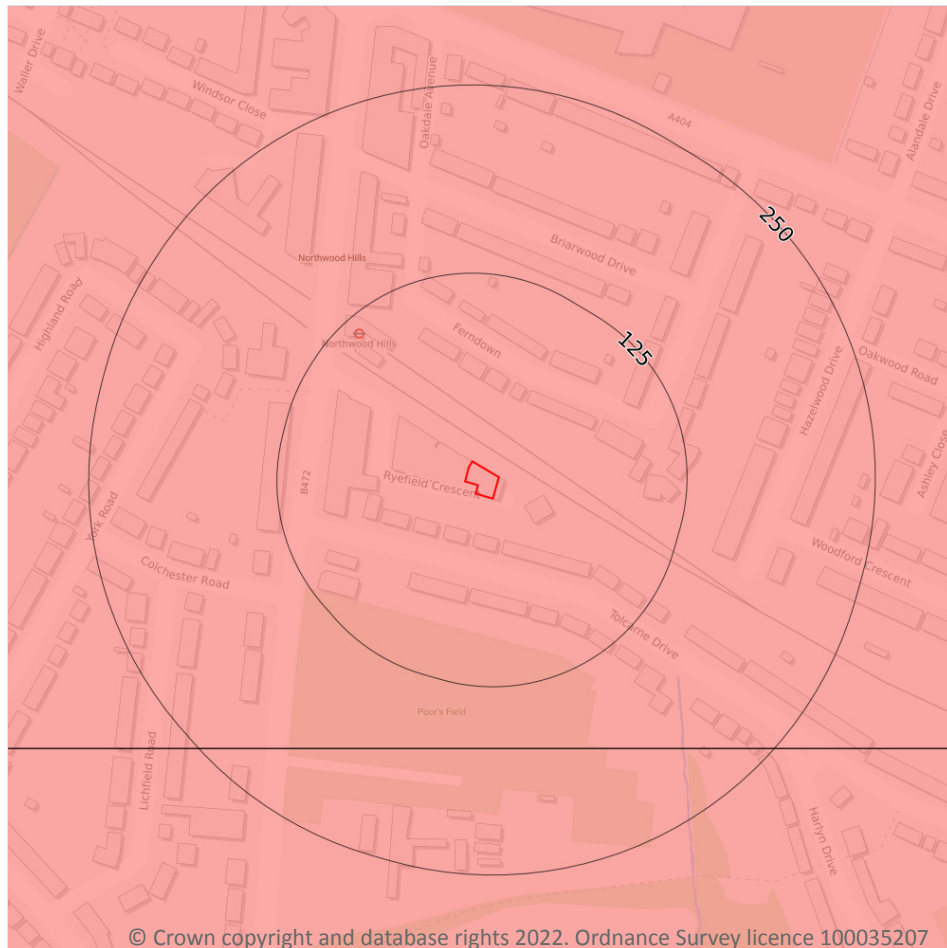 Waller Drive
Windsor Close
Oakdale Avenue
A404
Alandale Drive
250
Briarwood Drive
Northwood Hills
Highland Road
125
Northwood Hills
Ferndown
Oakwood Road
Hazelwood Drive
Ashley Close
B472
Ryefield Crescent
York Road
Woodford Crescent
Colchester Road
Tolcarne Drive
Poor's Field
Lichfield Road
Harlyn Drive
© Crown copyright and database rights 2022. Ordnance Survey licence 100035207